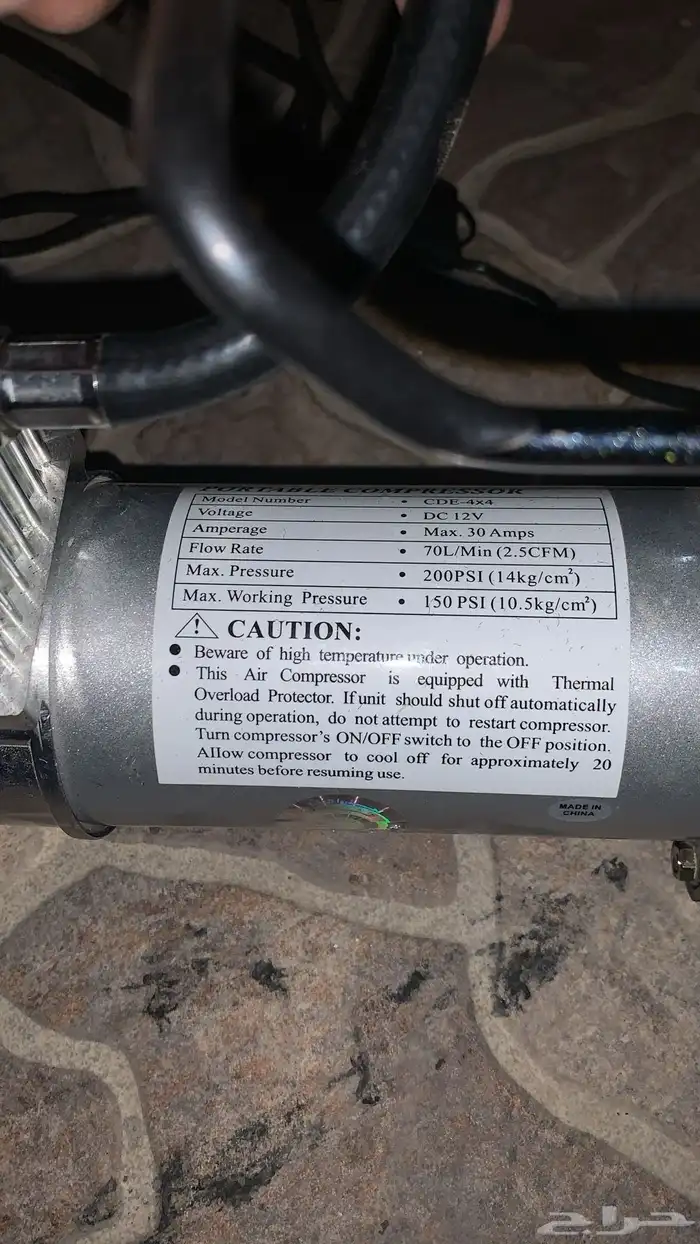 PORTABLE COMPRESSOR
Model Number • CDE-4x4
Voltage • DC 12V
Amperage • Max. 30 Amps
Flow Rate • 70L/Min (2.5CFM)
Max. Pressure • 200PSI (14kg/cm²)
Max. Working Pressure • 150 PSI (10.5kg/cm²)
CAUTION:
● Beware of high temperature under operation.
● This Air Compressor is equipped with Thermal
Overload Protector. If unit should shut off automatically
during operation, do not attempt to restart compressor.
Turn compressor's ON/OFF switch to the OFF position.
AIIow compressor to cool off for approximately 20
minutes before resuming use.
MADE IN
CHINA
حراج